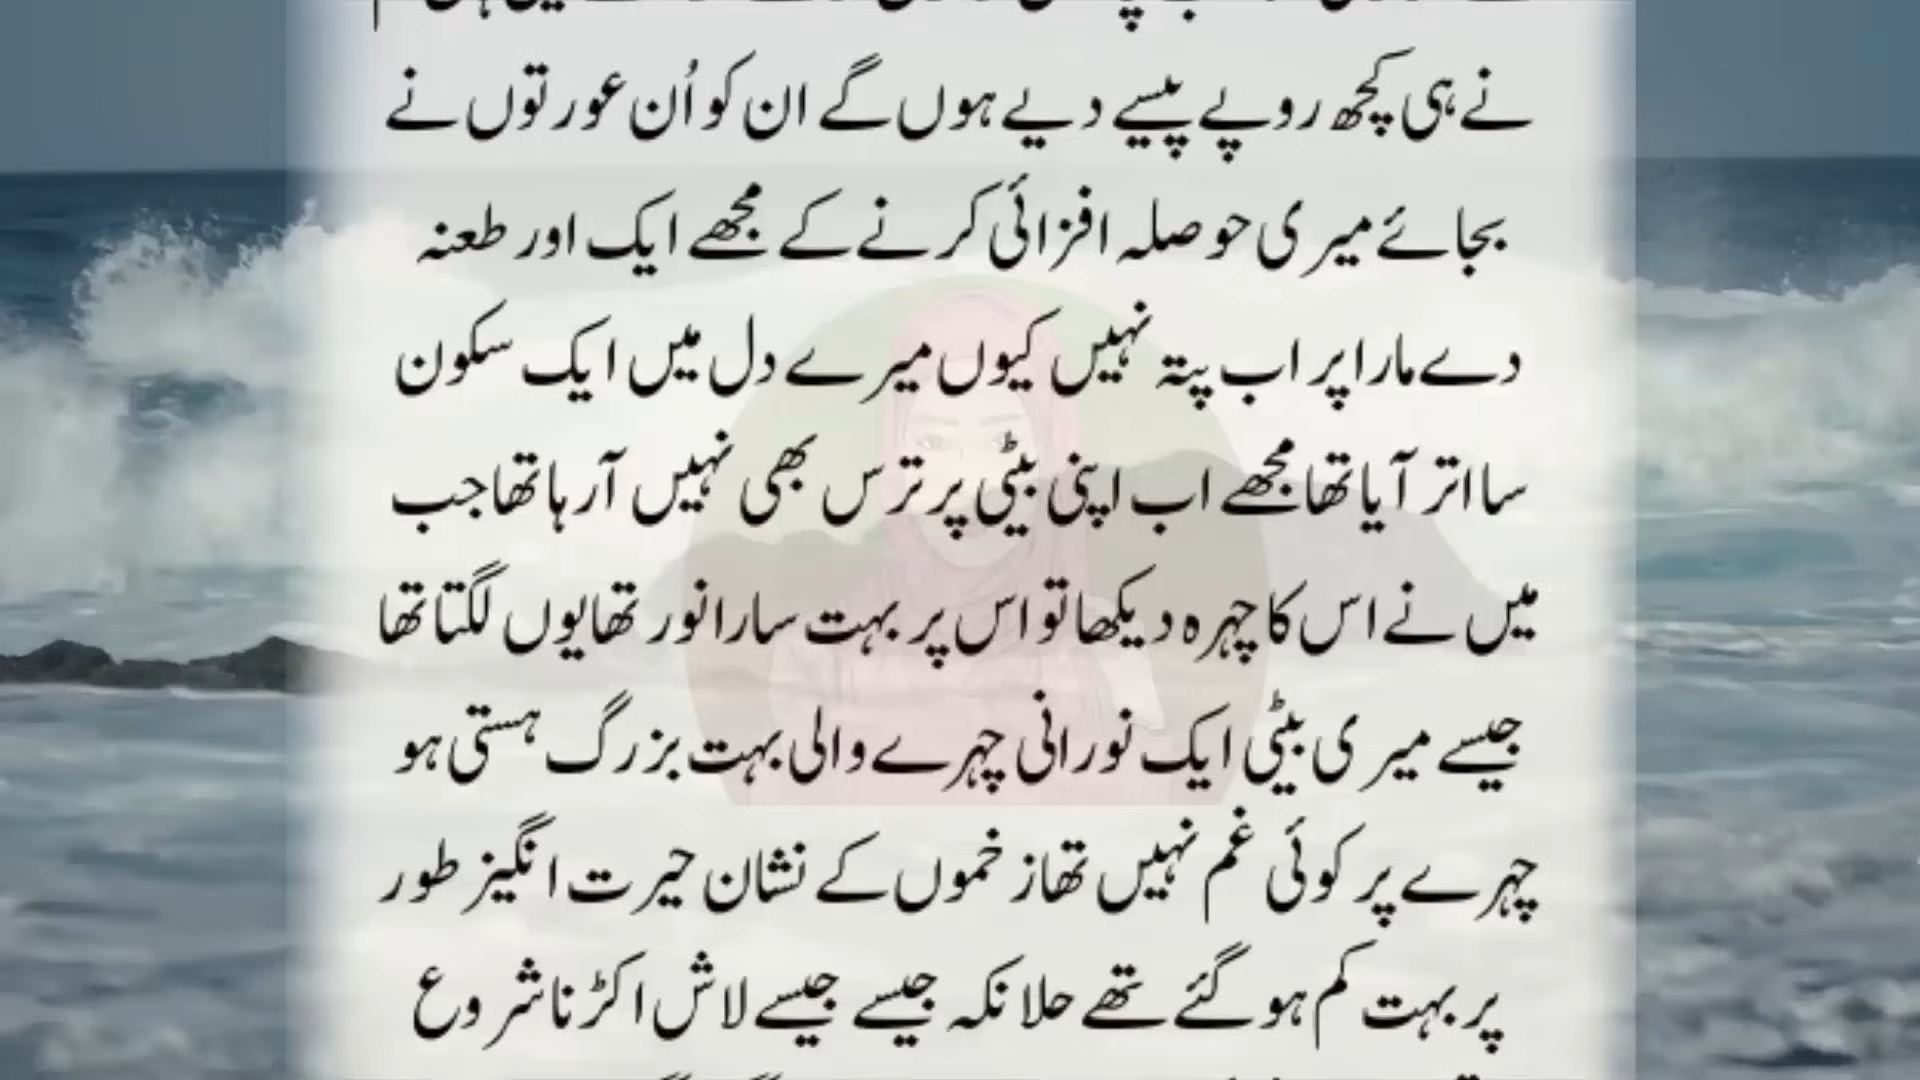 نے ہی کچھ روپے پیسے دیے ہوں گے ان کو اُن عورتوں نے
بجائے میری حوصلہ افزائی کرنے کے مجھے ایک اور طعنہ
دے مارا پر اب پتہ نہیں کیوں میرے دل میں ایک سکون
سا اتر آیا تھا مجھے اب اپنی بیٹی پر ترس بھی نہیں آرہا تھا جب
میں نے اس کا چہرہ دیکھا تو اس پر بہت سارا نور تھا یوں لگتا تھا
جیسے میری بیٹی ایک نورانی چہرے والی بہت بزرگ ہستی ہو
چہرے پر کوئی غم نہیں تھا زخموں کے نشان حیرت انگیز طور
پر بہت کم ہو گئے تھے حلانکہ جیسے جیسے لاش اکڑنا شروع